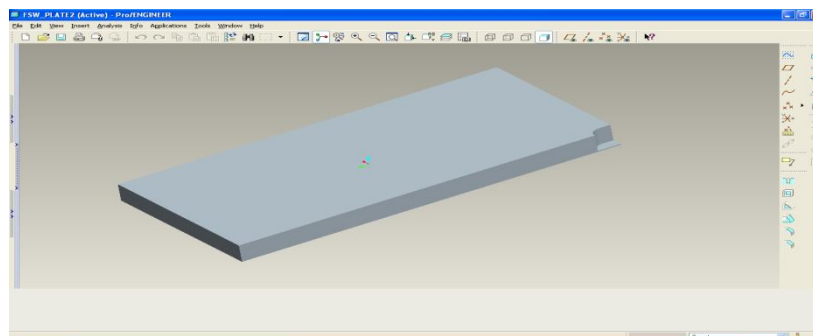 FSW_PLATE2 (Active) - Pro/ENGINEER
File Edit View Insert Analysis Info Applications Tools Window Help